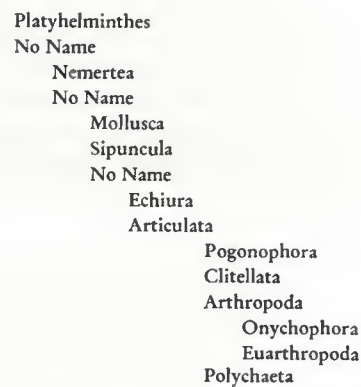 Platyhelminthes
No Name
Nemertea
No Name
Mollusca
Sipuncula
No Name
Echiura
Articulata
Pogonophora
Clitellata
Arthropoda
Onychophora
Euarthropoda
Polychaeta